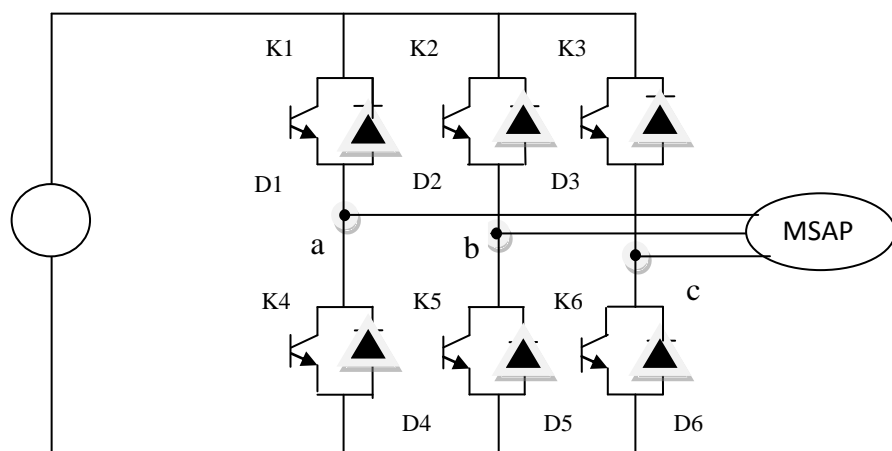 K1 K2 K3
D1 D2 D3
MSAP
a b
c
K4 K5 K6
D4 D5 D6